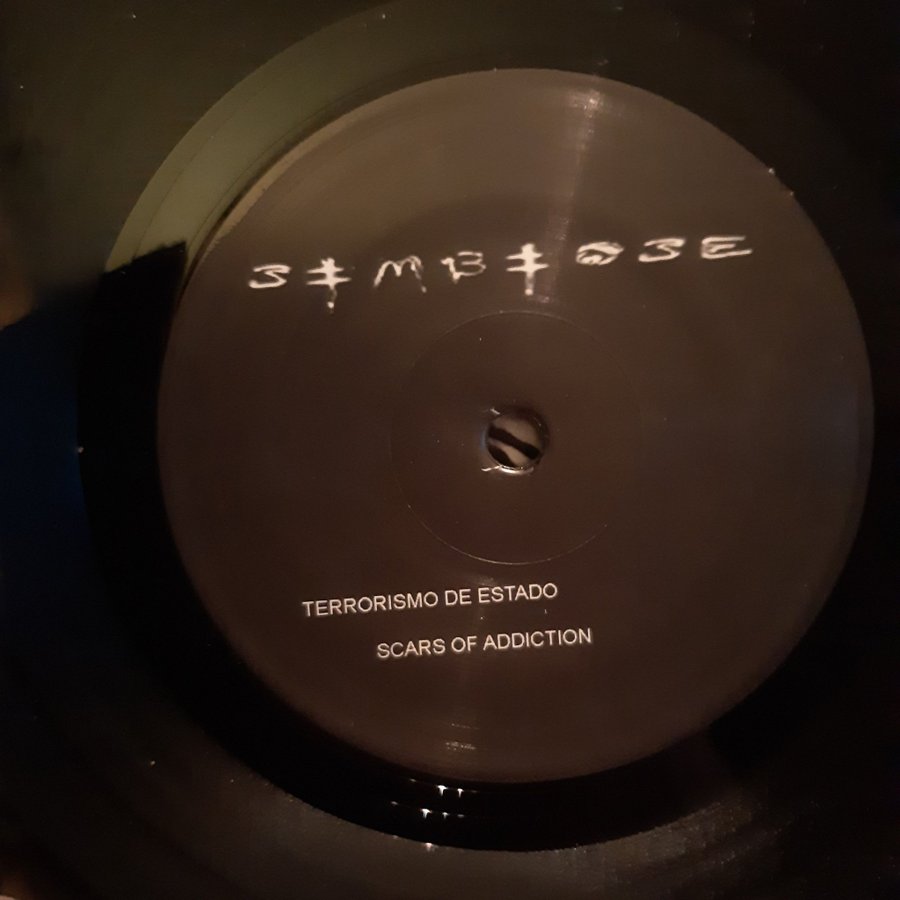 SIMBIOSE
TERRORISMO DE ESTADO
SCARS OF ADDICTION